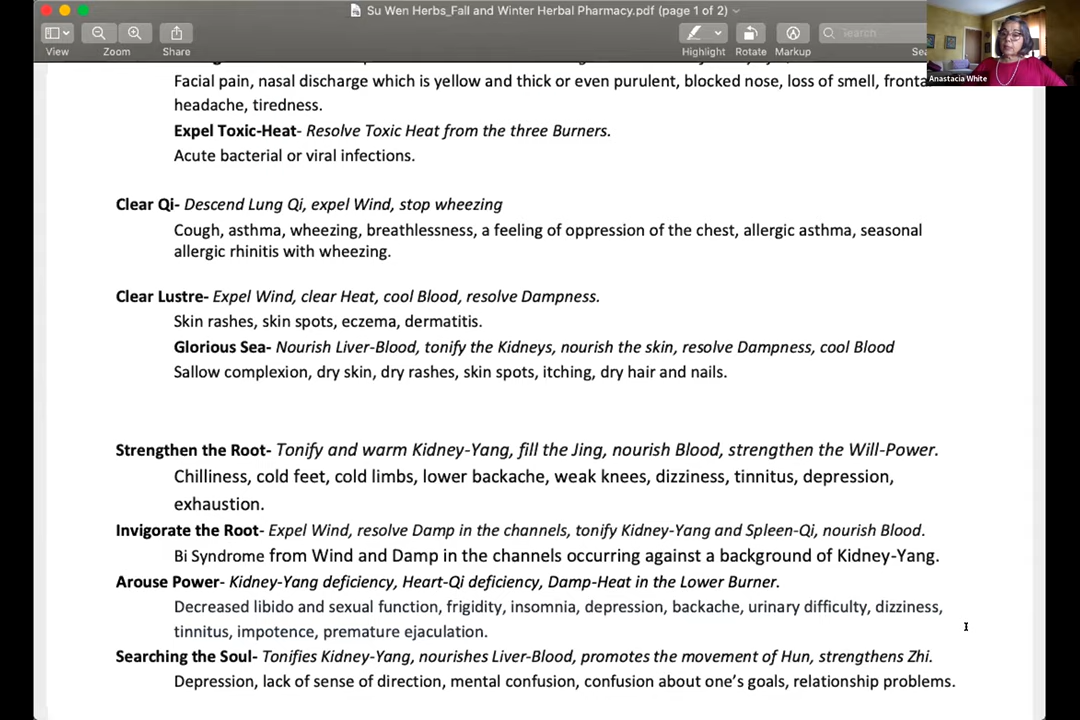 Su Wen Herbs_Fall and Winter Herbal Pharmacy.pdf (page 1 of 2)
View
Zoom
Share
Highlight
Rotate
Markup
Search
Anastacia White
Facial pain, nasal discharge which is yellow and thick or even purulent, blocked nose, loss of smell,
headache, tiredness.
Expel Toxic-Heat- Resolve Toxic Heat from the three Burners.
Acute bacterial or viral infections.
Clear Qi- Descend Lung Qi, expel Wind, stop wheezing
Cough, asthma, wheezing, breathlessness, a feeling of oppression of the chest, allergic asthma, seasonal
allergic rhinitis with wheezing.
Clear Lustre- Expel Wind, clear Heat, cool Blood, resolve Dampness.
Skin rashes, skin spots, eczema, dermatitis.
Glorious Sea- Nourish Liver-Blood, tonify the Kidneys, nourish the skin, resolve Dampness, cool Blood
Sallow complexion, dry skin, dry rashes, skin spots, itching, dry hair and nails.
Strengthen the Root- Tonify and warm Kidney-Yang, fill the Jing, nourish Blood, strengthen the Will-Power.
Chilliness, cold feet, cold limbs, lower backache, weak knees, dizziness, tinnitus, depression,
exhaustion.
Invigorate the Root- Expel Wind, resolve Damp in the channels, tonify Kidney-Yang and Spleen-Qi, nourish Blood.
Bi Syndrome from Wind and Damp in the channels occurring against a background of Kidney-Yang.
Arouse Power- Kidney-Yang deficiency, Heart-Qi deficiency, Damp-Heat in the Lower Burner.
Decreased libido and sexual function, frigidity, insomnia, depression, backache, urinary difficulty, dizziness,
tinnitus, impotence, premature ejaculation.
Searching the Soul- Tonifies Kidney-Yang, nourishes Liver-Blood, promotes the movement of Hun, strengthens Zhi.
Depression, lack of sense of direction, mental confusion, confusion about one's goals, relationship problems.